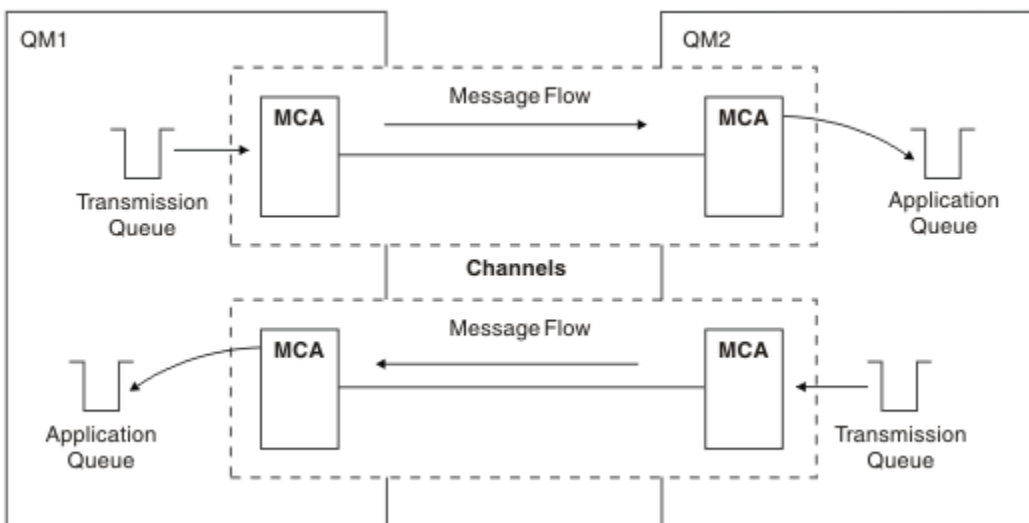 QM1
QM2
Message Flow
MCA
MCA
Transmission
Queue
Application
Queue
Channels
Message Flow
MCA
MCA
Application
Queue
Transmission
Queue